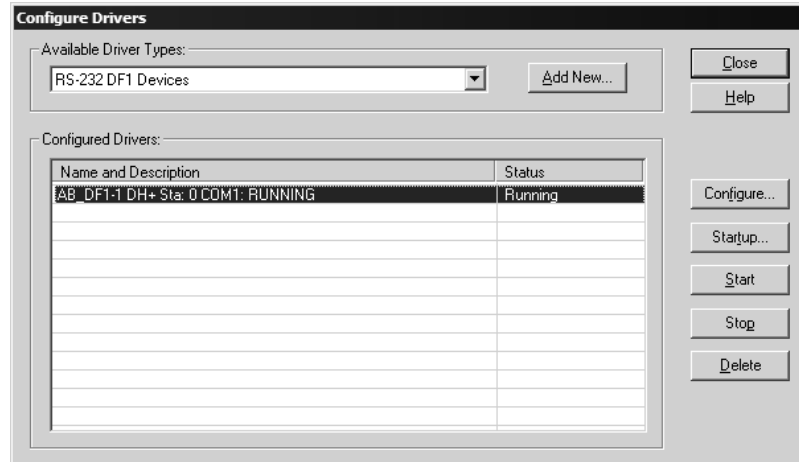 Configure Drivers
Available Driver Types:
RS-232 DF1 Devices
Add New...
Close
Help
Configured Drivers:
Name and Description Status
AB_DF1-1 DH+ Sta: 0 COM1: RUNNING Running
Configure...
Startup...
Start
Stop
Delete